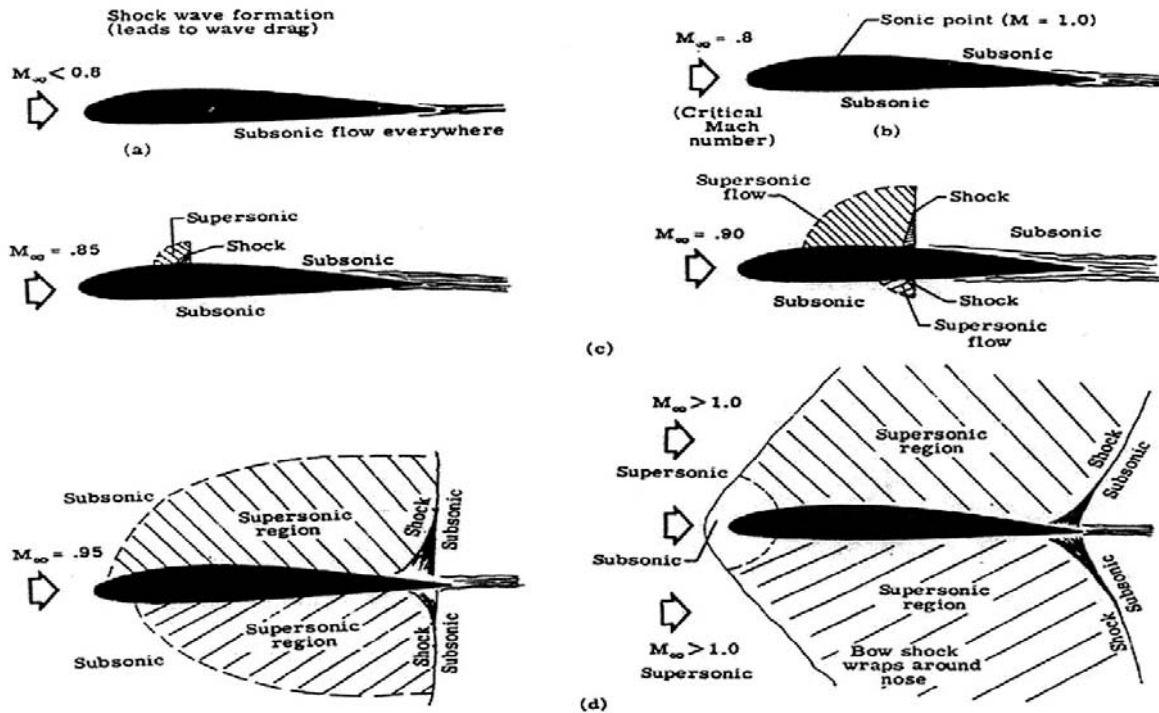 Shock wave formation
(leads to wave drag)
M∞ < 0.8
Subsonic flow everywhere
(a)
Sonic point (M = 1.0)
M∞ = .8
Subsonic
Subsonic
(Critical
Mach
number)
(b)
Supersonic
Shock
M∞ = .85
Subsonic
Subsonic
Supersonic
flow
Shock
M∞ = .90
Subsonic
Subsonic
Shock
Supersonic
flow
(c)
Subsonic
Supersonic
region
Shock
Subsonic
M∞ = .95
Supersonic
region
Shock
Subsonic
Subsonic
M∞ > 1.0
Supersonic
Supersonic
region
Shock
Subsonic
Subsonic
Supersonic
region
Shock
Subsonic
M∞ > 1.0
Supersonic
Bow shock
wraps around
nose
(d)